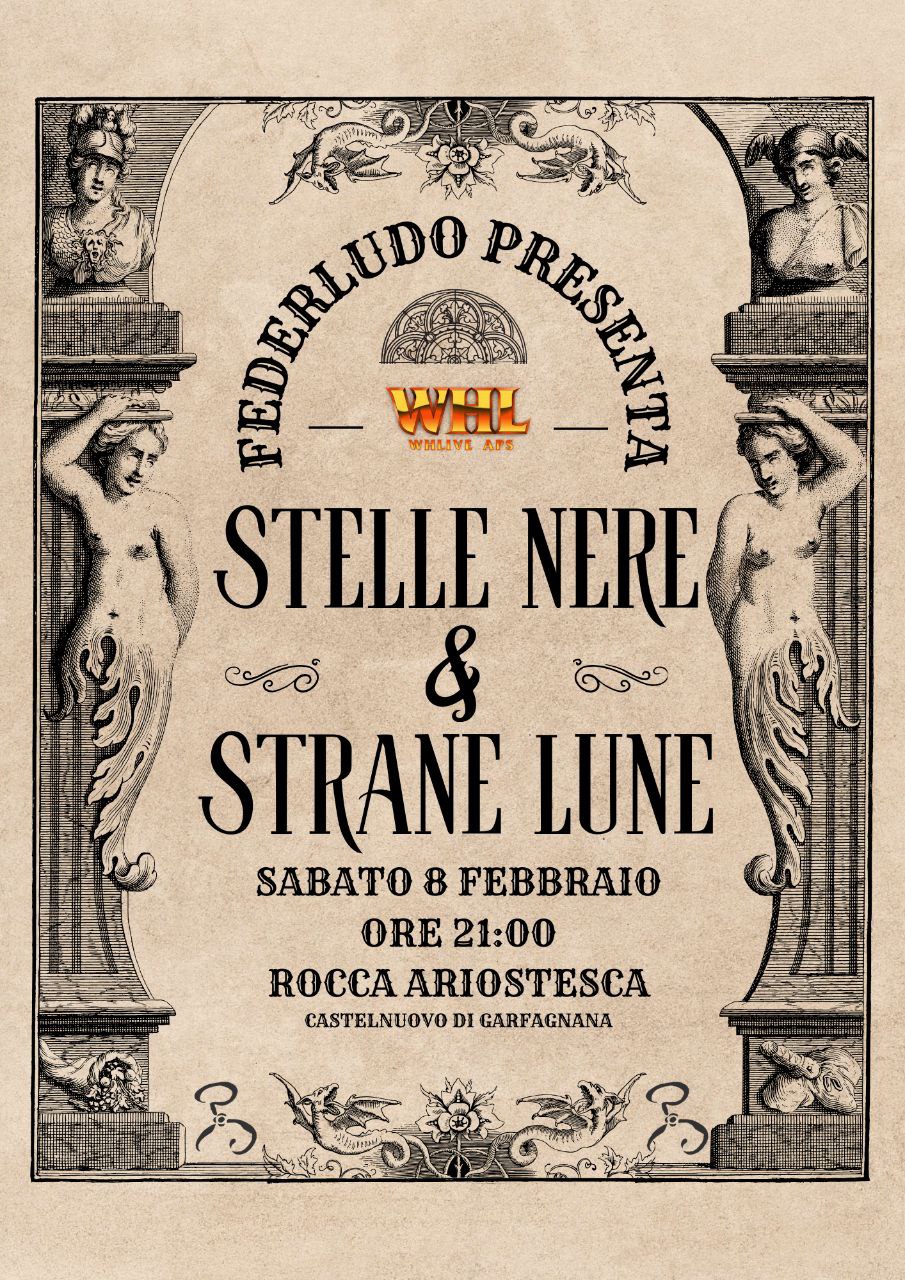 FEDERLUDO PRESENTA
WHL
WHLIVE APS
STELLE NERE
&
STRANE LUNE
SABATO 8 FEBBRAIO
ORE 21:00
ROCCA ARIOSTESCA
CASTELNUOVO DI GARFAGNANA